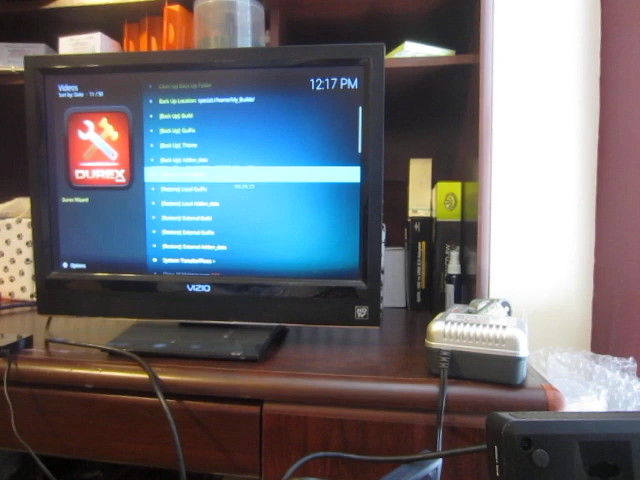 Videos
12:17 PM
Sort by: Date · 11 / 59
Back Up Location: special://home/My_Builds/
[Back Up]: Build
[Back Up]: GuiFix
[Back Up]: Theme
[Back Up]: Addon_data
DUREX
[Restore]: Local GuiFix
[Restore]: Local Addon_data
Durex Wizard
[Restore]: External Build
[Restore]: External GuiFix
[Restore]: External Addon_data
System Tweaks/Fixes
Options
VIZIO